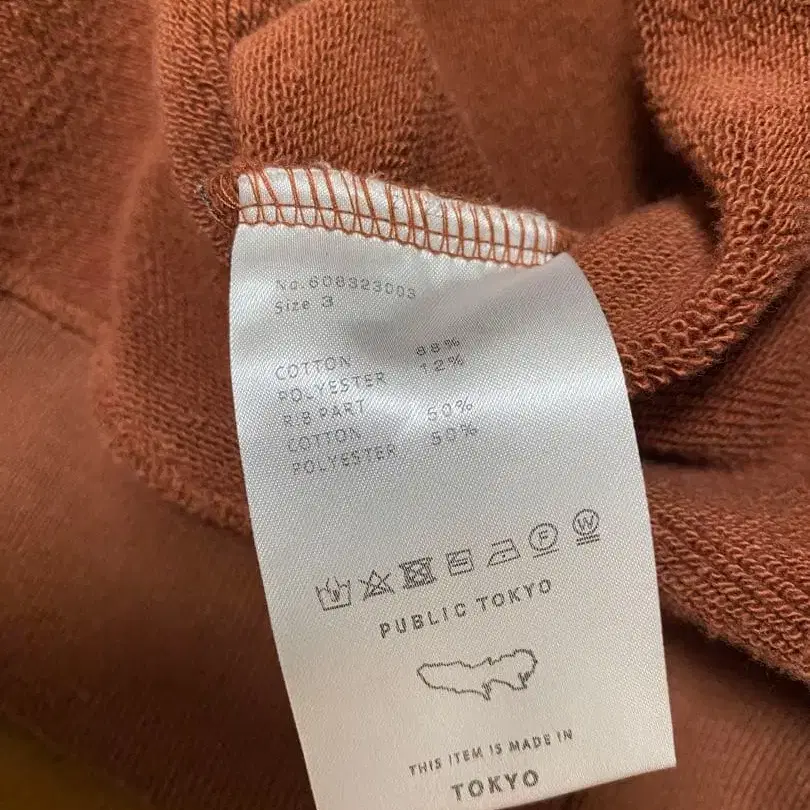 No.608323003
Size 3
COTTON 88%
POLYESTER 12%
RIB PART
COTTON 50%
POLYESTER 50%
F W
PUBLIC TOKYO
THIS ITEM IS MADE IN
TOKYO